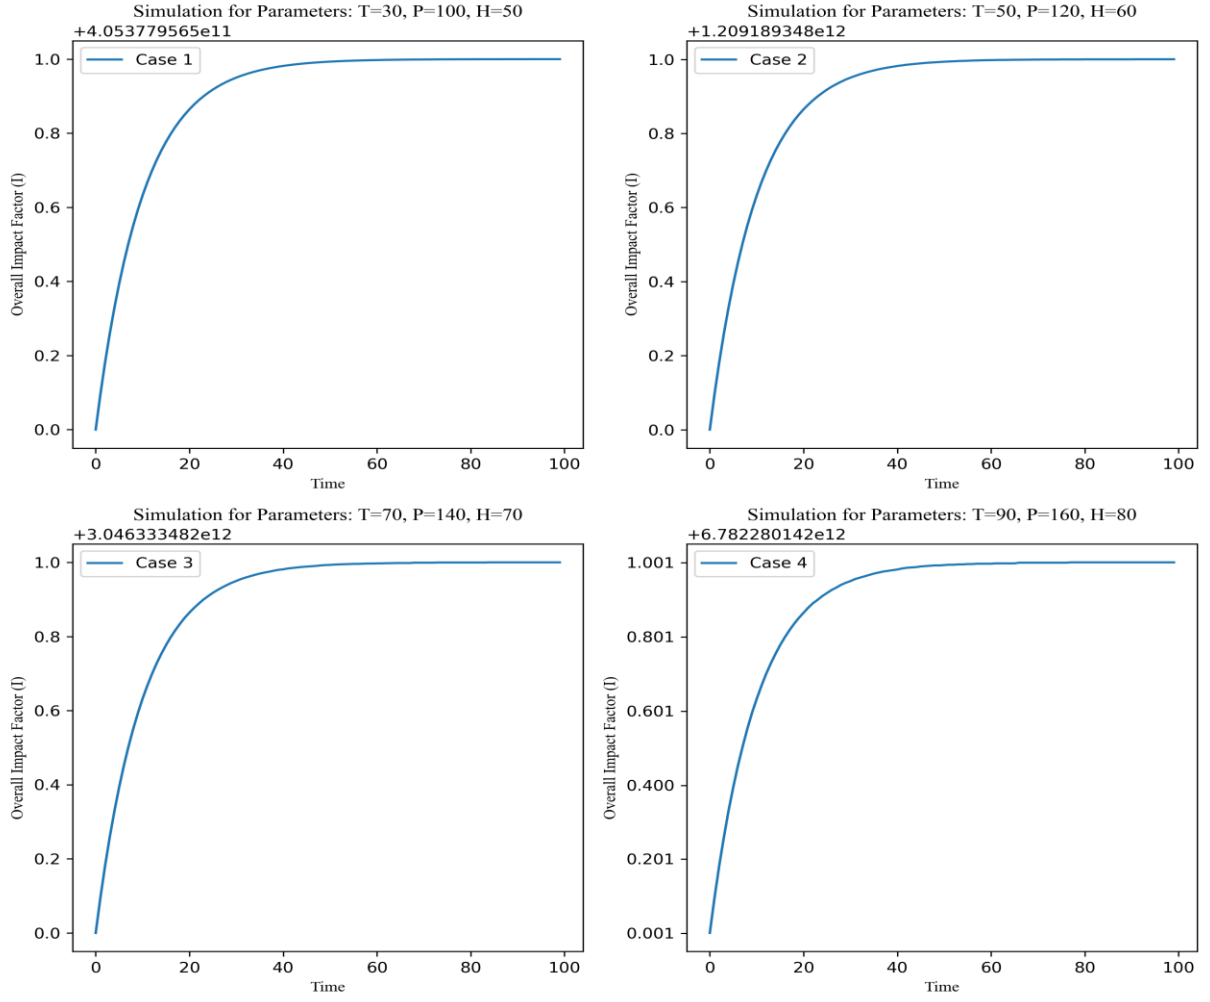 Simulation for Parameters: T=30, P=100, H=50
+4.053779565e11
Case 1
1.0
0.8
0.6
0.4
0.2
0.0
Overall Impact Factor (I)
0 20 40 60 80 100
Time
Simulation for Parameters: T=50, P=120, H=60
+1.209189348e12
Case 2
1.0
0.8
0.6
0.4
0.2
0.0
Overall Impact Factor (I)
0 20 40 60 80 100
Time
Simulation for Parameters: T=70, P=140, H=70
+3.046333482e12
Case 3
1.0
0.8
0.6
0.4
0.2
0.0
Overall Impact Factor (I)
0 20 40 60 80 100
Time
Simulation for Parameters: T=90, P=160, H=80
+6.782280142e12
Case 4
1.001
0.801
0.601
0.400
0.201
0.001
Overall Impact Factor (I)
0 20 40 60 80 100
Time